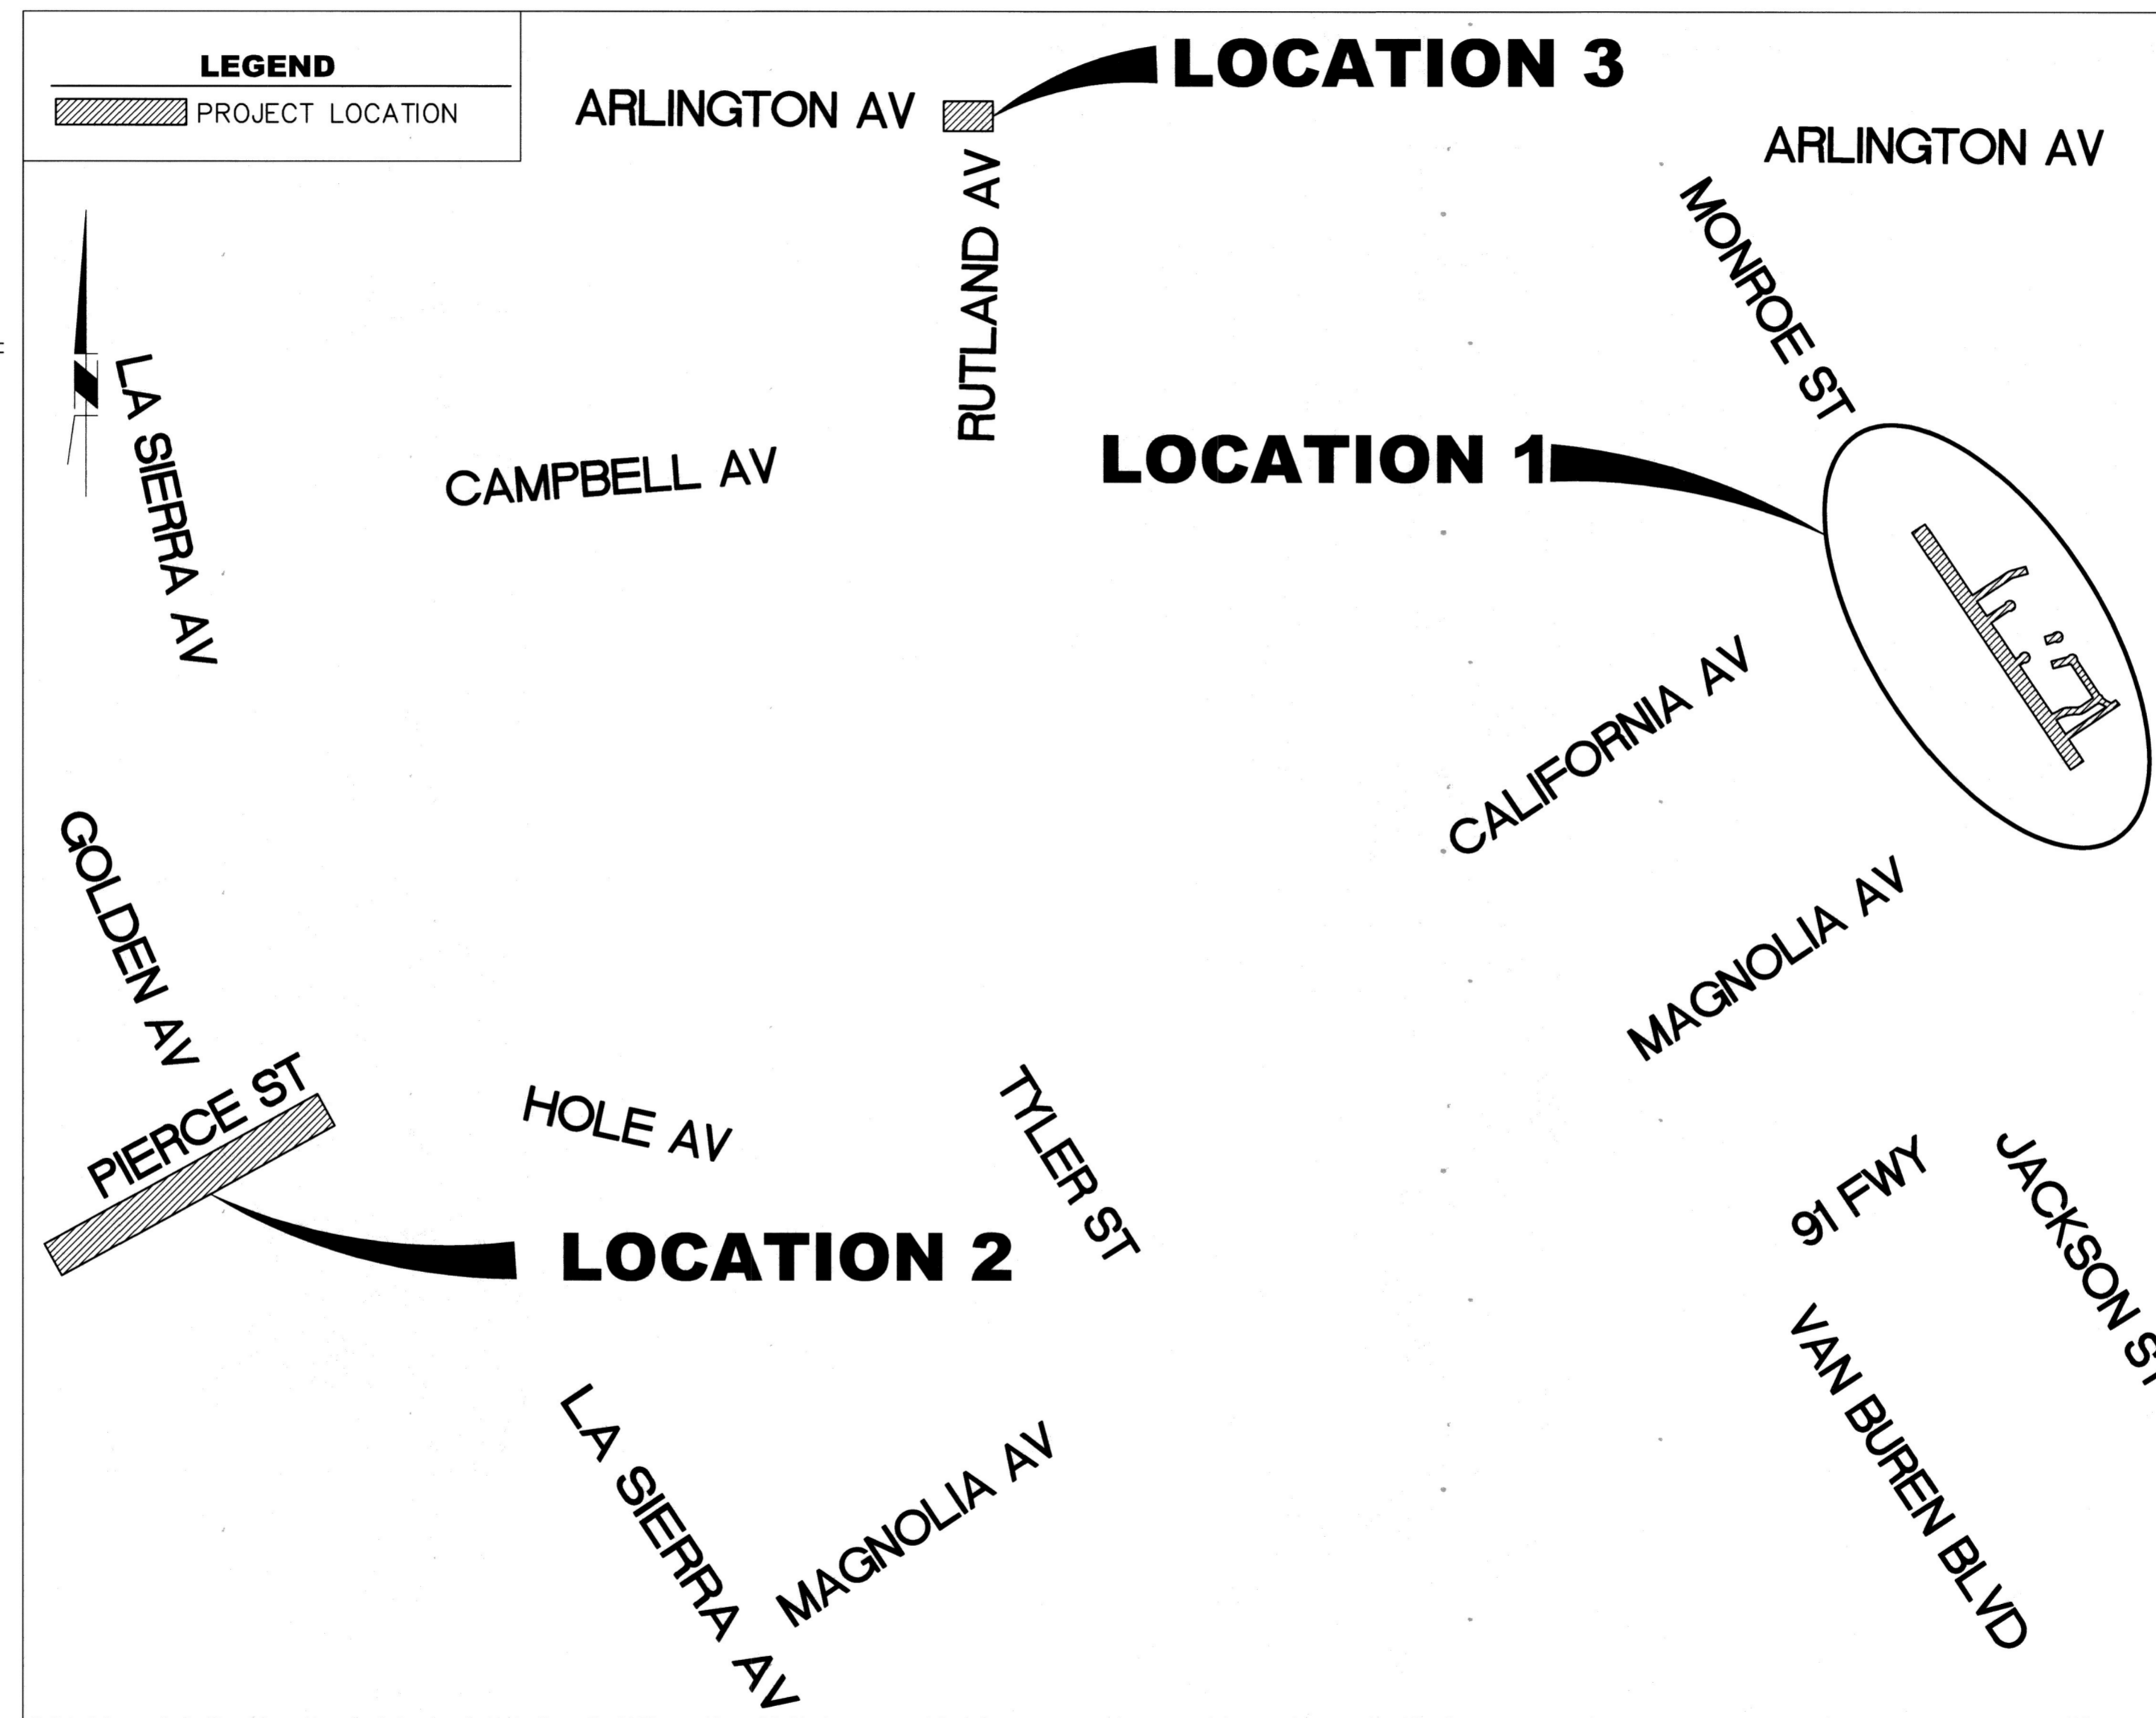 LEGEND
PROJECT LOCATION
LOCATION 3
ARLINGTON AV
ARLINGTON AV
RUTLAND AV
MONROE ST
LA SIERRA AV
CAMPBELL AV
LOCATION 1
CALIFORNIA AV
GOLDEN AV
MAGNOLIA AV
PIERCE ST
HOLE AV
TYLER ST
91 FWY
JACKSON ST
LOCATION 2
VAN BUREN BLVD
LA SIERRA AV
MAGNOLIA AV